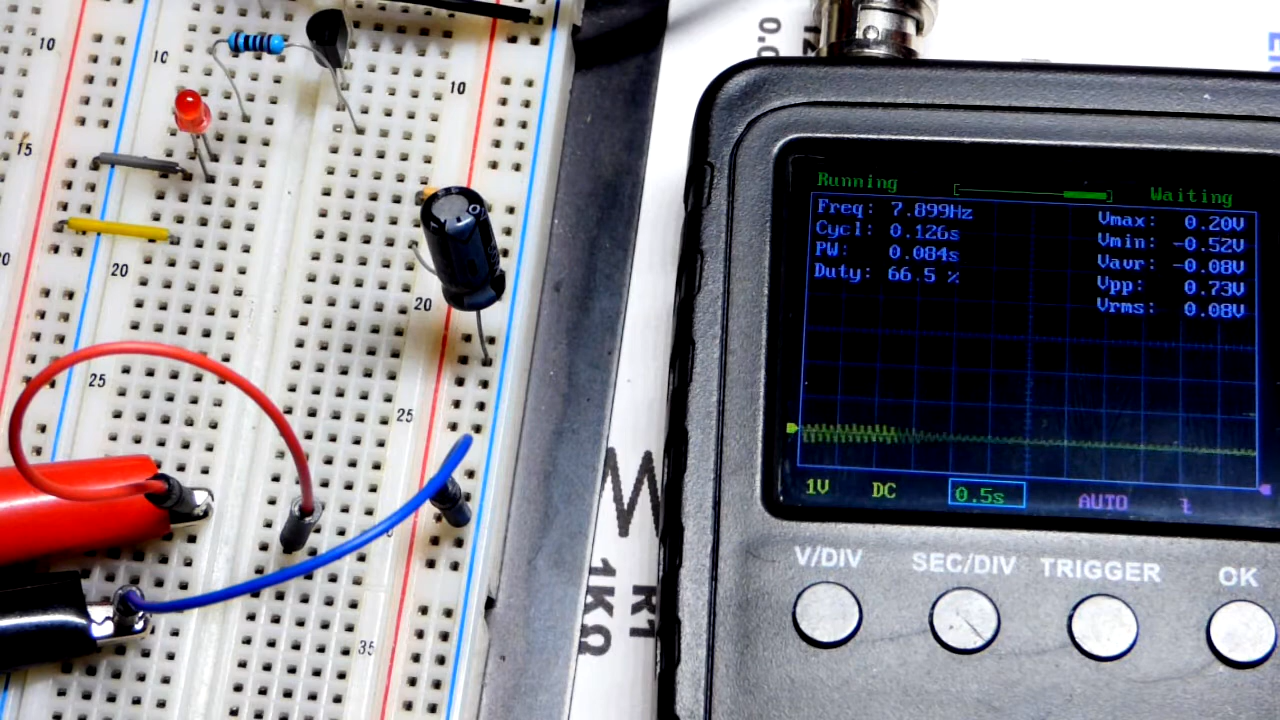 10
10
10
15
20
20
25
25
35
Running
Waiting
Freq: 7.899Hz
Cycl: 0.126s
PW: 0.084s
Duty: 66.5 %
Vmax: 0.20V
Vmin: -0.52V
Vavr: -0.08V
Vpp: 0.73V
Vrms: 0.08V
1V DC 0.5s AUTO
V/DIV SEC/DIV TRIGGER OK
1KΩ
R1